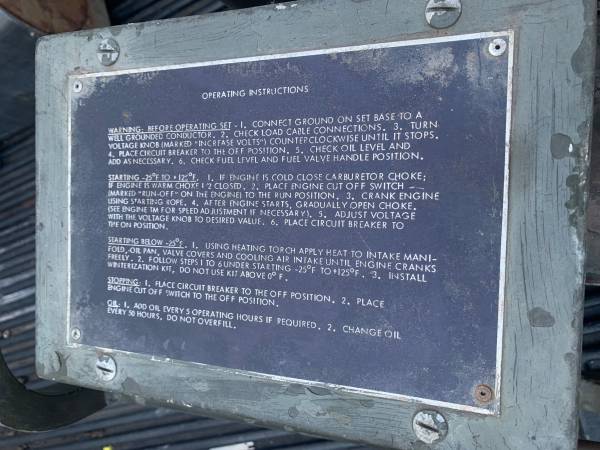 OPERATING INSTRUCTIONS
WARNING: BEFORE OPERATING SET - 1. CONNECT GROUND ON SET BASE TO A
WELL GROUNDED CONDUCTOR. 2. CHECK LOAD CABLE CONNECTIONS. 3. TURN
VOLTAGE KNOB (MARKED "INCREASE VOLTS") COUNTERCLOCKWISE UNTIL IT STOPS.
4. PLACE CIRCUIT BREAKER TO THE OFF POSITION. 5. CHECK OIL LEVEL AND
ADD AS NECESSARY. 6. CHECK FUEL LEVEL AND FUEL VALVE HANDLE POSITION.
STARTING -25°F TO +125°F. 1. IF ENGINE IS COLD CLOSE CARBURETOR CHOKE;
IF ENGINE IS WARM CHOKE 1/2 CLOSED. 2. PLACE ENGINE CUT OFF SWITCH
(MARKED "RUN-OFF" ON THE ENGINE) TO THE RUN POSITION. 3. CRANK ENGINE
USING STARTING ROPE. 4. AFTER ENGINE STARTS, GRADUALLY OPEN CHOKE.
(SEE ENGINE TM FOR SPEED ADJUSTMENT IF NECESSARY). 5. ADJUST VOLTAGE
WITH THE VOLTAGE KNOB TO DESIRED VALUE. 6. PLACE CIRCUIT BREAKER TO
THE ON POSITION.
STARTING BELOW -25°F. 1. USING HEATING TORCH APPLY HEAT TO INTAKE MANI-
FOLD, OIL PAN, VALVE COVERS AND COOLING AIR INTAKE UNTIL ENGINE CRANKS
FREELY. 2. FOLLOW STEPS 1 TO 6 UNDER STARTING -25°F TO +125°F. 3. INSTALL
WINTERIZATION KIT, DO NOT USE KIT ABOVE 0°F.
STOPPING: 1. PLACE CIRCUIT BREAKER TO THE OFF POSITION. 2. PLACE
ENGINE CUT OFF SWITCH TO THE OFF POSITION.
OIL: 1. ADD OIL EVERY 5 OPERATING HOURS IF REQUIRED. 2. CHANGE OIL
EVERY 50 HOURS. DO NOT OVERFILL.